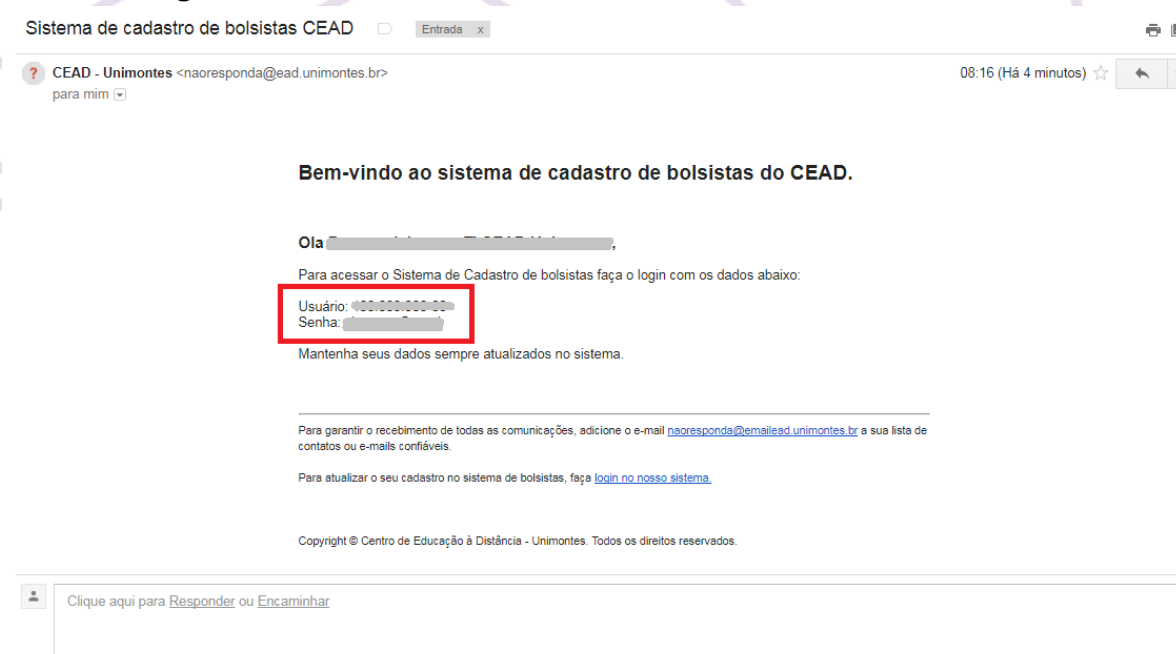 Sistema de cadastro de bolsistas CEAD Entrada x
? CEAD - Unimontes <naoresponda@ead.unimontes.br> 08:16 (Há 4 minutos)
para mim
Bem-vindo ao sistema de cadastro de bolsistas do CEAD.
Ola ,
Para acessar o Sistema de Cadastro de bolsistas faça o login com os dados abaixo:
Usuário:
Senha:
Mantenha seus dados sempre atualizados no sistema.
Para garantir o recebimento de todas as comunicações, adicione o e-mail naoresponda@emailead.unimontes.br a sua lista de
contatos ou e-mails confiáveis.
Para atualizar o seu cadastro no sistema de bolsistas, faça login no nosso sistema.
Copyright © Centro de Educação à Distância - Unimontes. Todos os direitos reservados.
Clique aqui para Responder ou Encaminhar